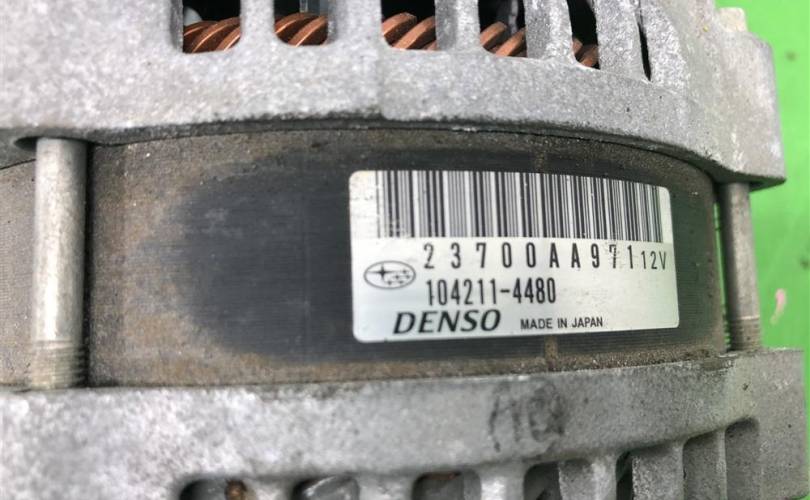 23700AA971 12V
104211-4480
DENSO MADE IN JAPAN